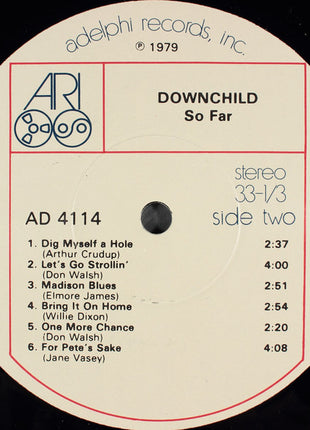 adelphi records, inc.
℗ 1979
ARI
DOWNCHILD
So Far
stereo
33-1/3
AD 4114
side two
1. Dig Myself a Hole 2:37
(Arthur Crudup)
2. Let's Go Strollin' 4:00
(Don Walsh)
3. Madison Blues 2:51
(Elmore James)
4. Bring It On Home 2:54
(Willie Dixon)
5. One More Chance 2:20
(Don Walsh)
6. For Pete's Sake 4:08
(Jane Vasey)